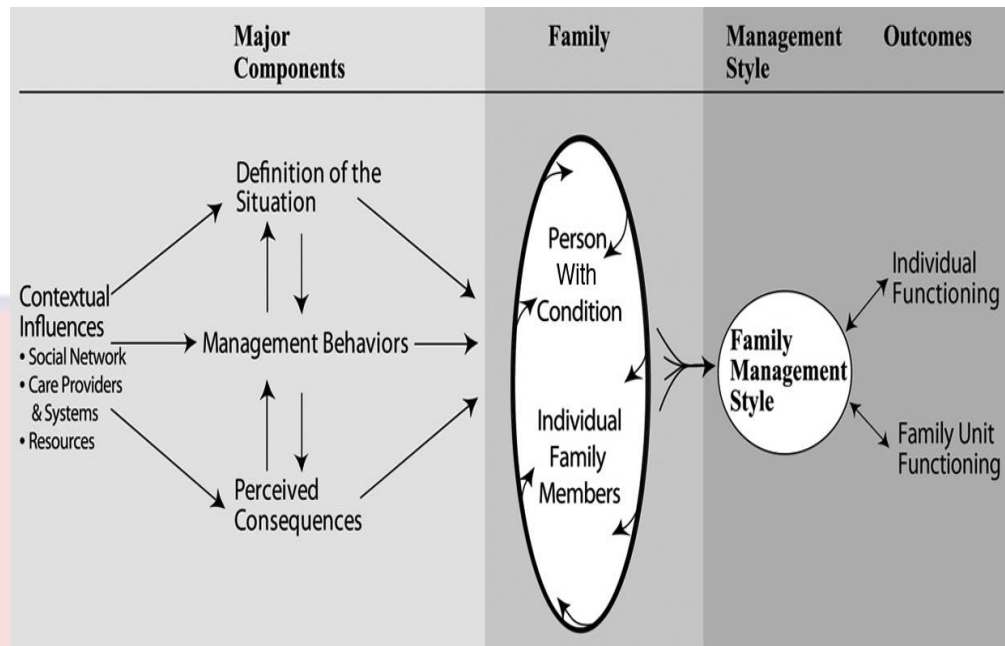 Major
Components
Family
Management
Style
Outcomes
Contextual
Influences
• Social Network
• Care Providers
& Systems
• Resources
Definition of the
Situation
Management Behaviors
Perceived
Consequences
Person
With
Condition
Individual
Family
Members
Family
Management
Style
Individual
Functioning
Family Unit
Functioning